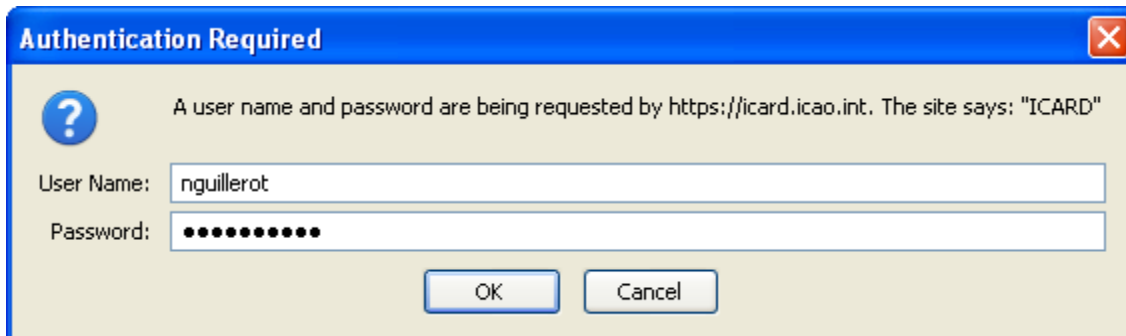 Authentication Required
A user name and password are being requested by https://icard.icao.int. The site says: "ICARD"
User Name: nguillerot
Password: ••••••••••
OK Cancel